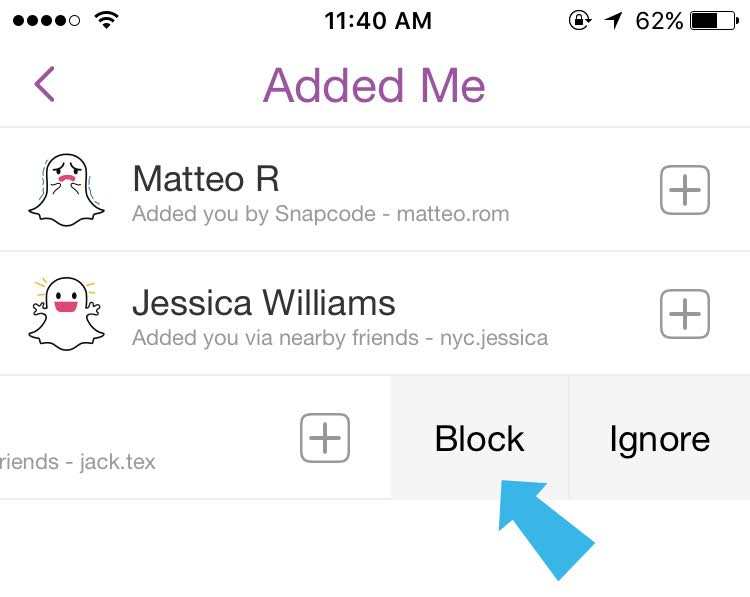 11:40 AM 62%
Added Me
Matteo R
Added you by Snapcode - matteo.rom
Jessica Williams
Added you via nearby friends - nyc.jessica
riends - jack.tex
Block Ignore